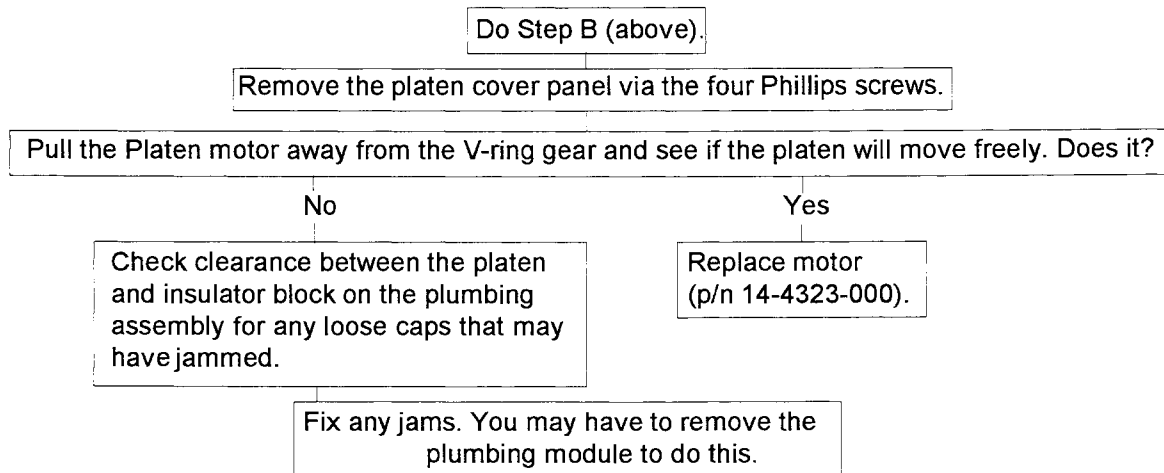 Do Step B (above).
Remove the platen cover panel via the four Phillips screws.
Pull the Platen motor away from the V-ring gear and see if the platen will move freely. Does it?
No
Yes
Check clearance between the platen
and insulator block on the plumbing
assembly for any loose caps that may
have jammed.
Replace motor
(p/n 14-4323-000).
Fix any jams. You may have to remove the
plumbing module to do this.